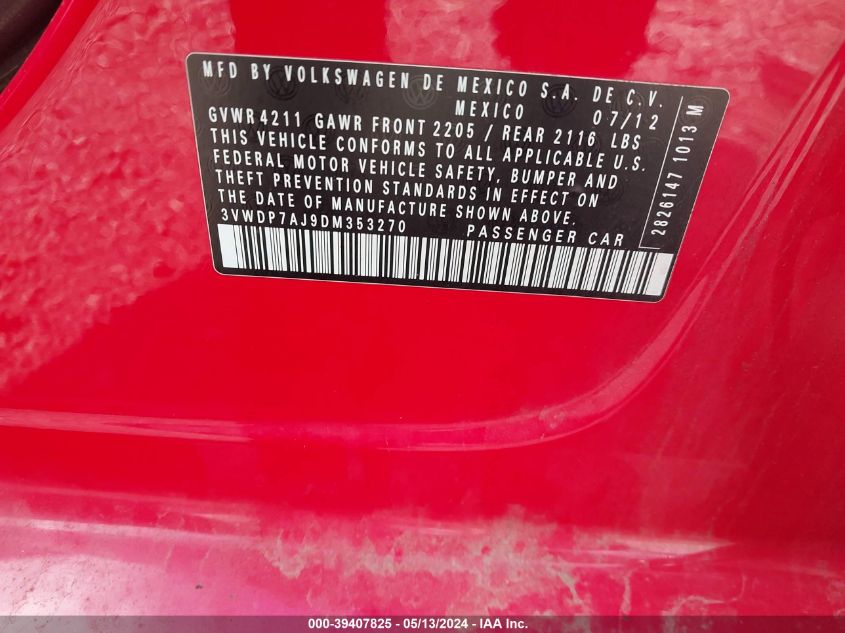 MFD BY VOLKSWAGEN DE MEXICO S.A. DE C.V.
MEXICO 07/12
GVWR 4211 GAWR FRONT 2205 / REAR 2116 LBS
THIS VEHICLE CONFORMS TO ALL APPLICABLE U.S.
FEDERAL MOTOR VEHICLE SAFETY, BUMPER AND
THEFT PREVENTION STANDARDS IN EFFECT ON
THE DATE OF MANUFACTURE SHOWN ABOVE.
3VWDP7AJ9DM353270 PASSENGER CAR
2826147 1013 M
000-39407825 - 05/13/2024 - IAA Inc.